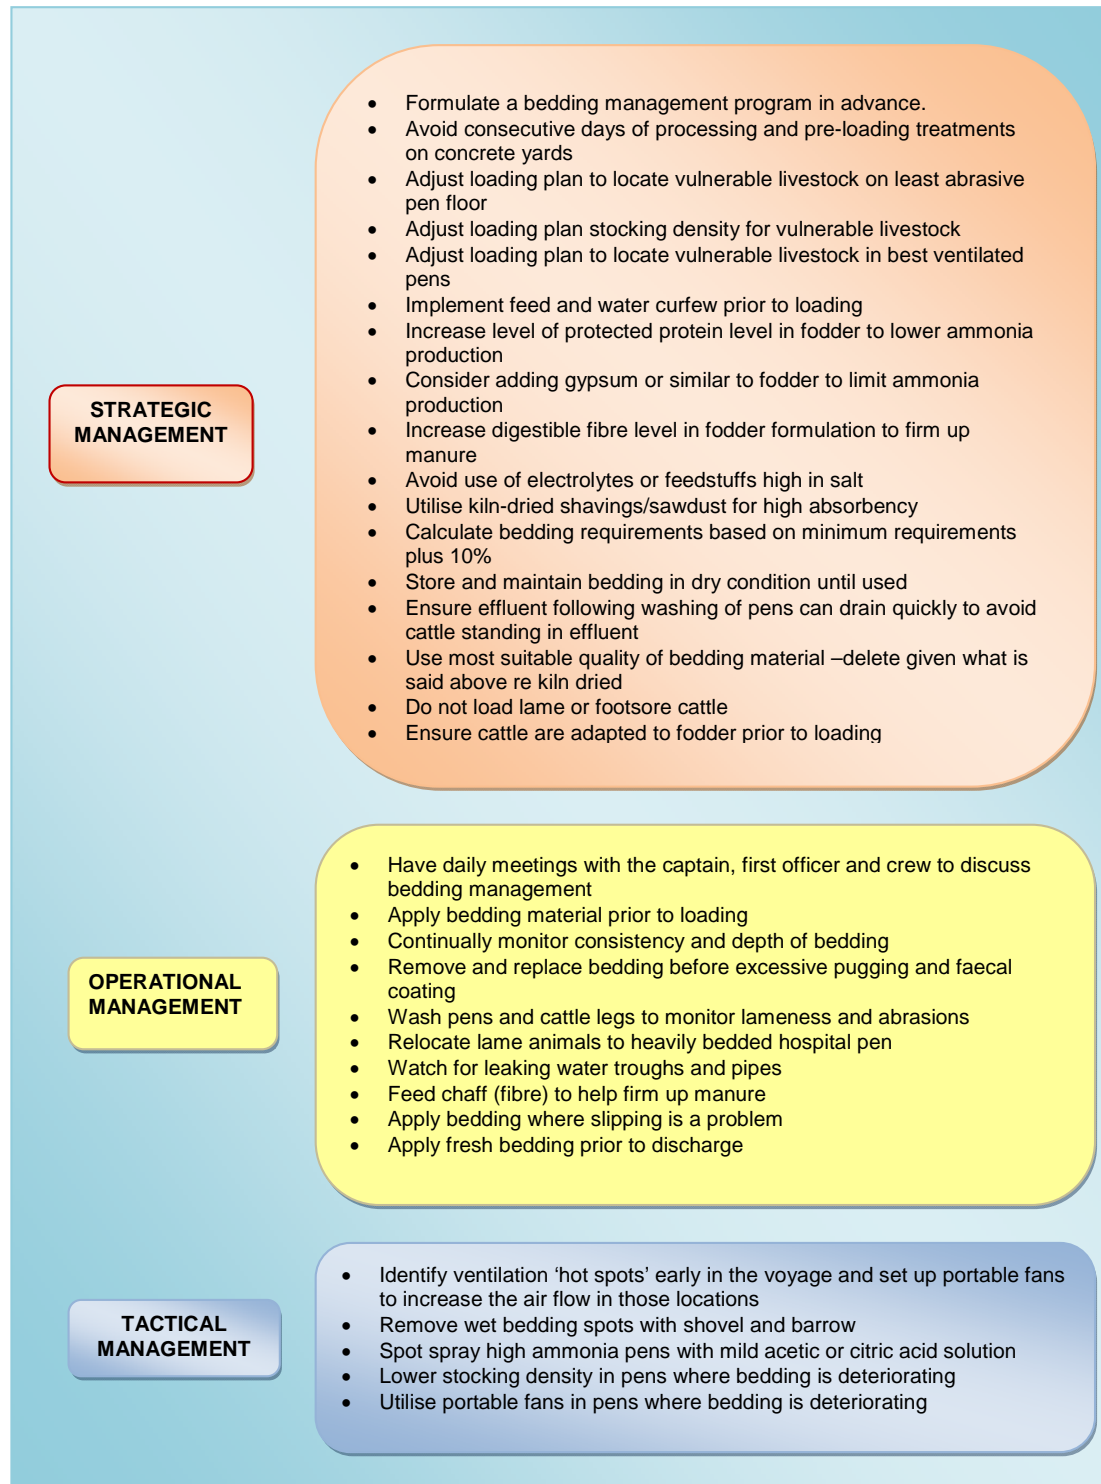 • Formulate a bedding management program in advance.
• Avoid consecutive days of processing and pre-loading treatments
on concrete yards
• Adjust loading plan to locate vulnerable livestock on least abrasive
pen floor
• Adjust loading plan stocking density for vulnerable livestock
• Adjust loading plan to locate vulnerable livestock in best ventilated
pens
• Implement feed and water curfew prior to loading
• Increase level of protected protein level in fodder to lower ammonia
production
• Consider adding gypsum or similar to fodder to limit ammonia
production
• Increase digestible fibre level in fodder formulation to firm up
manure
• Avoid use of electrolytes or feedstuffs high in salt
• Utilise kiln-dried shavings/sawdust for high absorbency
• Calculate bedding requirements based on minimum requirements
plus 10%
• Store and maintain bedding in dry condition until used
• Ensure effluent following washing of pens can drain quickly to avoid
cattle standing in effluent
• Use most suitable quality of bedding material –delete given what is
said above re kiln dried
• Do not load lame or footsore cattle
• Ensure cattle are adapted to fodder prior to loading
STRATEGIC
MANAGEMENT
• Have daily meetings with the captain, first officer and crew to discuss
bedding management
• Apply bedding material prior to loading
• Continually monitor consistency and depth of bedding
• Remove and replace bedding before excessive pugging and faecal
coating
• Wash pens and cattle legs to monitor lameness and abrasions
• Relocate lame animals to heavily bedded hospital pen
• Watch for leaking water troughs and pipes
• Feed chaff (fibre) to help firm up manure
• Apply bedding where slipping is a problem
• Apply fresh bedding prior to discharge
OPERATIONAL
MANAGEMENT
• Identify ventilation ‘hot spots’ early in the voyage and set up portable fans
to increase the air flow in those locations
• Remove wet bedding spots with shovel and barrow
• Spot spray high ammonia pens with mild acetic or citric acid solution
• Lower stocking density in pens where bedding is deteriorating
• Utilise portable fans in pens where bedding is deteriorating
TACTICAL
MANAGEMENT